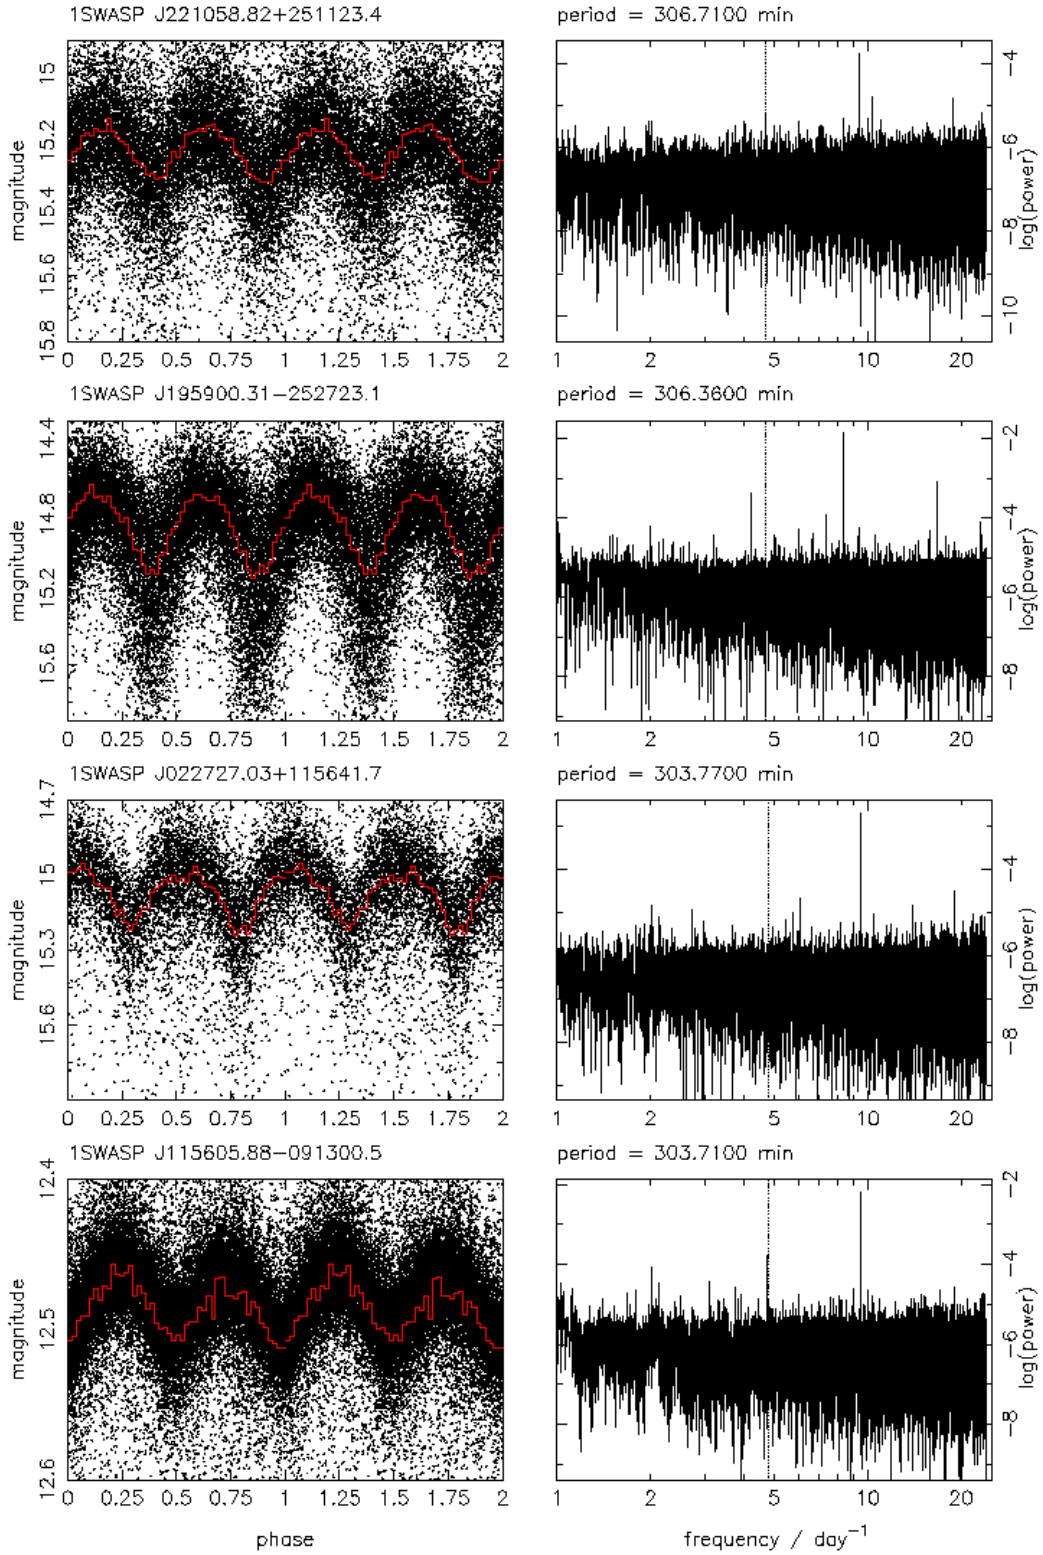 1SWASP J221058.82+251123.4
period = 306.7100 min
magnitude
15
15.2
15.4
15.6
15.8
0 0.25 0.5 0.75 1 1.25 1.5 1.75 2
log(power)
-4
-6
-8
-10
1 2 5 10 20
1SWASP J195900.31-252723.1
period = 306.3600 min
magnitude
14.4
14.8
15.2
15.6
0 0.25 0.5 0.75 1 1.25 1.5 1.75 2
log(power)
-2
-4
-6
-8
1 2 5 10 20
1SWASP J022727.03+115641.7
period = 303.7700 min
magnitude
14.7
15
15.3
15.6
0 0.25 0.5 0.75 1 1.25 1.5 1.75 2
log(power)
-4
-6
-8
1 2 5 10 20
1SWASP J115605.88-091300.5
period = 303.7100 min
magnitude
12.4
12.5
12.6
0 0.25 0.5 0.75 1 1.25 1.5 1.75 2
phase
log(power)
-2
-4
-6
-8
1 2 5 10 20
frequency / day⁻¹